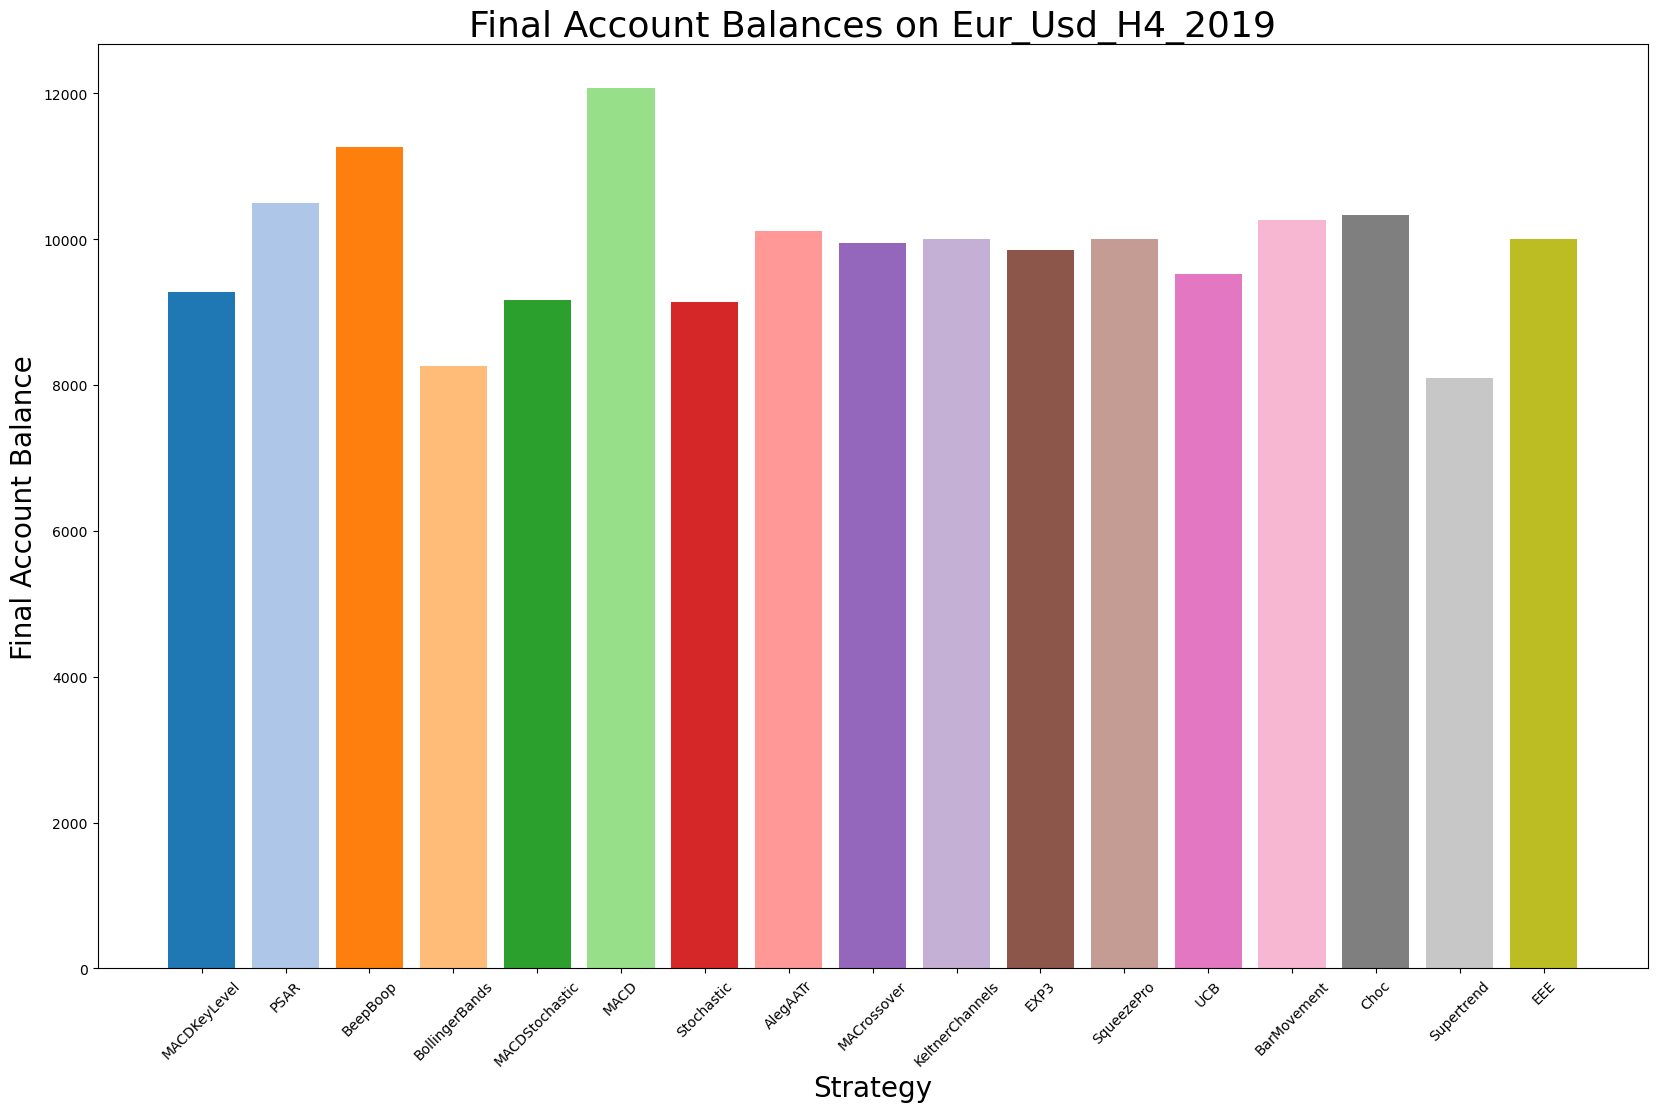 Final Account Balances on Eur_Usd_H4_2019
Final Account Balance
12000
10000
8000
6000
4000
2000
0
MACDKeyLevel
PSAR
BeepBoop
BollingerBands
MACDStochastic
MACD
Stochastic
AlegAATr
MACrossover
KeltnerChannels
EXP3
SqueezePro
UCB
BarMovement
Choc
Supertrend
EEE
Strategy